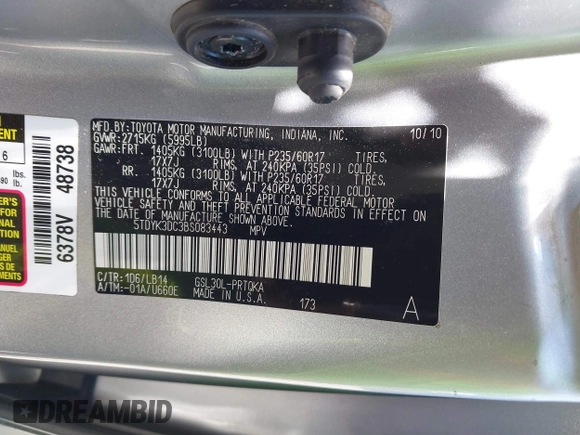 MFD.BY:TOYOTA MOTOR MANUFACTURING, INDIANA, INC. 10/10
GVWR:2715KG (5995LB)
GAWR:FRT. 1405KG (3100LB) WITH P235/60R17 TIRES,
17X7J RIMS, AT 240KPA (35PSI) COLD.
RR. 1405KG (3100LB) WITH P235/60R17 TIRES,
17X7J RIMS, AT 240KPA (35PSI) COLD.
THIS VEHICLE CONFORMS TO ALL APPLICABLE FEDERAL MOTOR
VEHICLE SAFETY AND THEFT PREVENTION STANDARDS IN
EFFECT ON THE DATE OF MANUFACTURE SHOWN ABOVE.
5TDYK3DC3BS083443 MPV
C/TR:1D6/LB14 GSL30L-PRTQKA
A/TM:-01A/U660E MADE IN U.S.A.
173 A
6378V 48738
6
lbs.
lbs.
DREAMBID